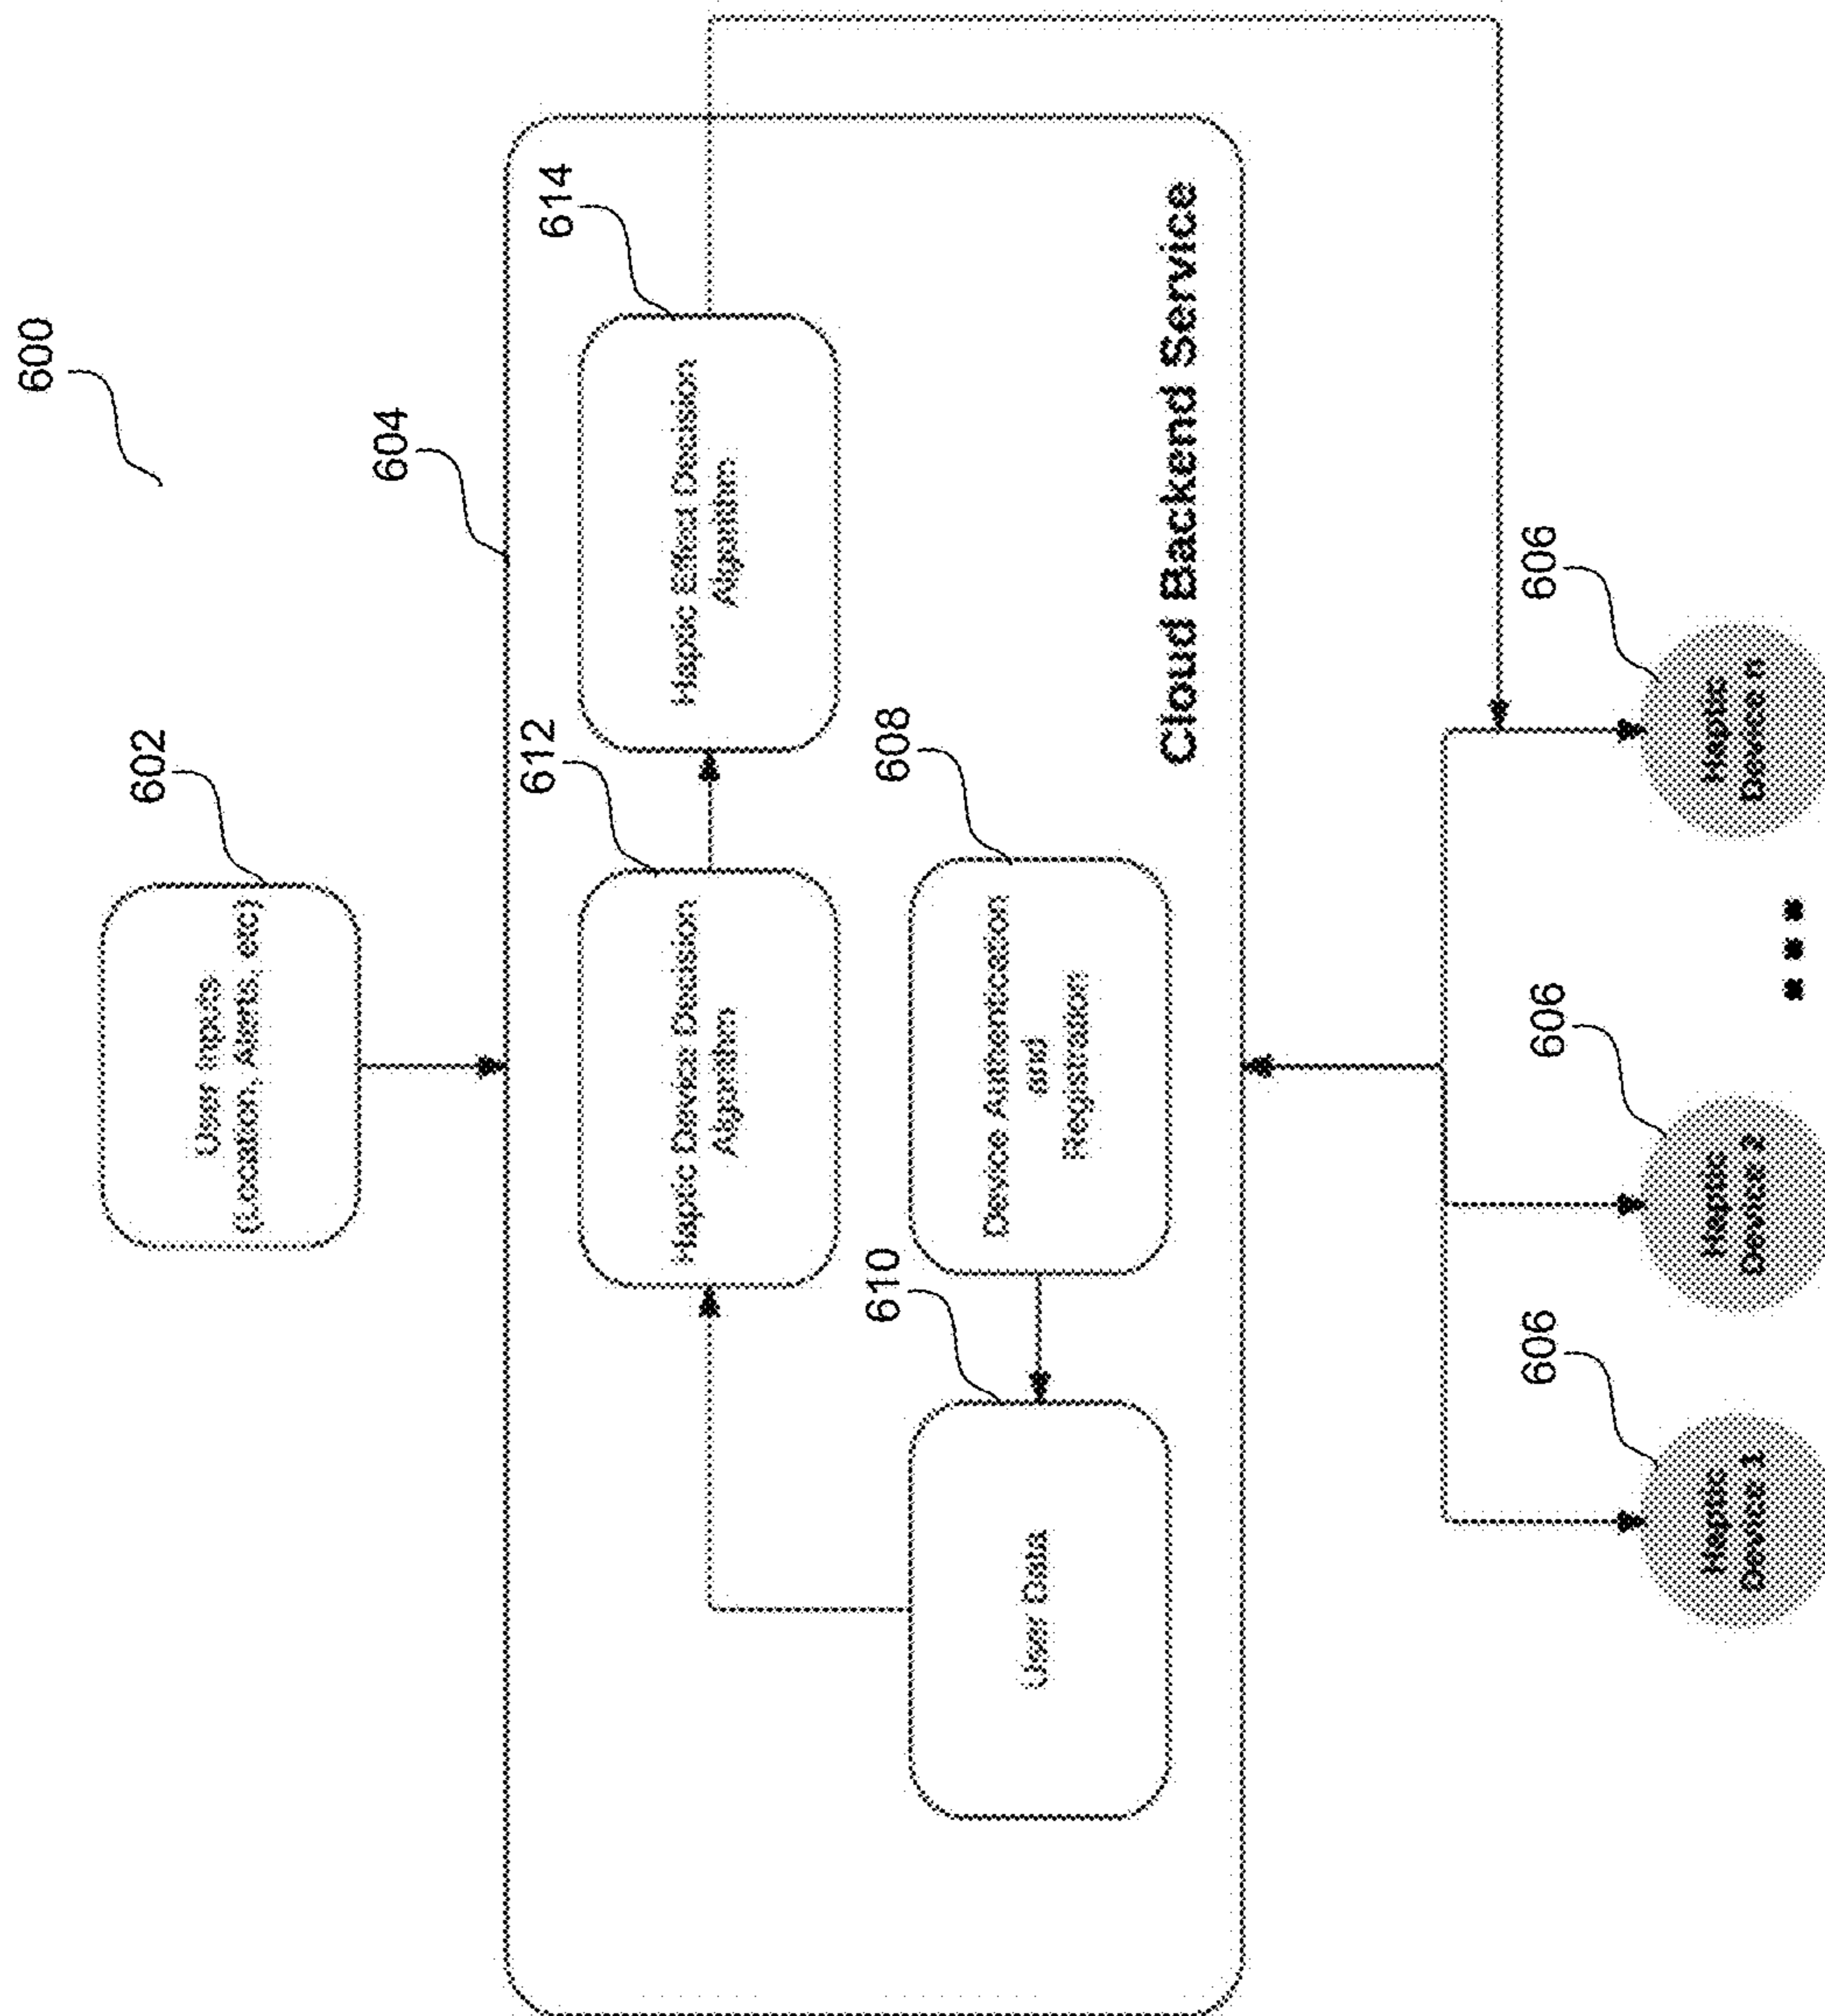 600
602
User Inputs
(Location, Alerts, etc)
604
612
Haptic Device Decision
Algorithm
614
Haptic Effect Decision
Algorithm
610
User Data
608
Device Authentication
and
Registration
Cloud Backend Service
606
Haptic
Device 1
606
Haptic
Device 2
606
Haptic
Device n